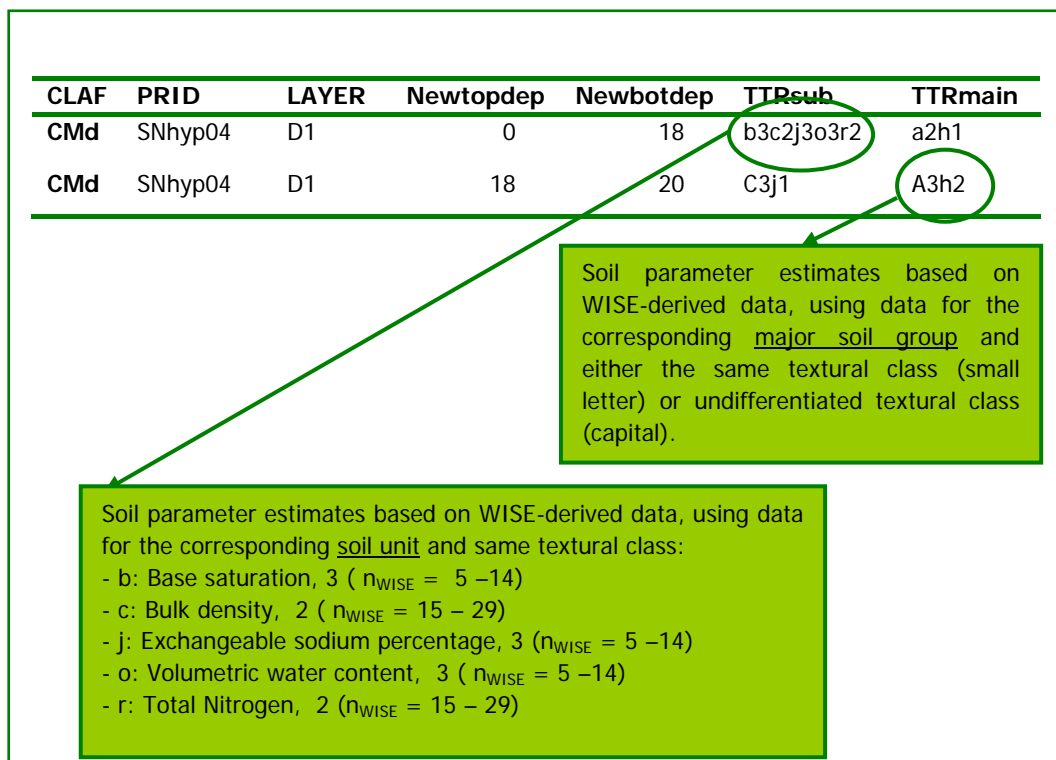 CLAF PRID LAYER Newtopdep Newbotdep TTRsub TTRmain
CMd SNhyp04 D1 0 18 b3c2j3o3r2 a2h1
CMd SNhyp04 D1 18 20 C3j1 A3h2
Soil parameter estimates based on
WISE-derived data, using data for the
corresponding major soil group and
either the same textural class (small
letter) or undifferentiated textural class
(capital).
Soil parameter estimates based on WISE-derived data, using data
for the corresponding soil unit and same textural class:
- b: Base saturation, 3 ( nWISE = 5 –14)
- c: Bulk density, 2 ( nWISE = 15 – 29)
- j: Exchangeable sodium percentage, 3 (nWISE = 5 –14)
- o: Volumetric water content, 3 ( nWISE = 5 –14)
- r: Total Nitrogen, 2 (nWISE = 15 – 29)